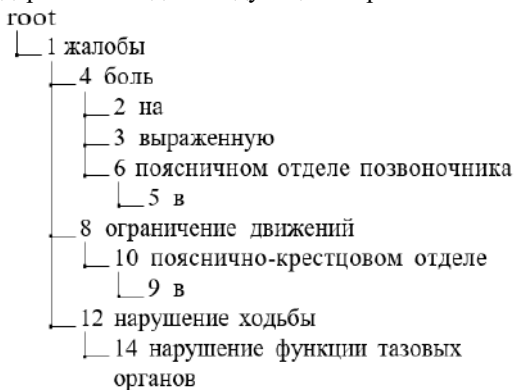 root
1 жалобы
4 боль
2 на
3 выраженную
6 поясничном отделе позвоночника
5 в
8 ограничение движений
10 пояснично-крестцовом отделе
9 в
12 нарушение ходьбы
14 нарушение функции тазовых
органов